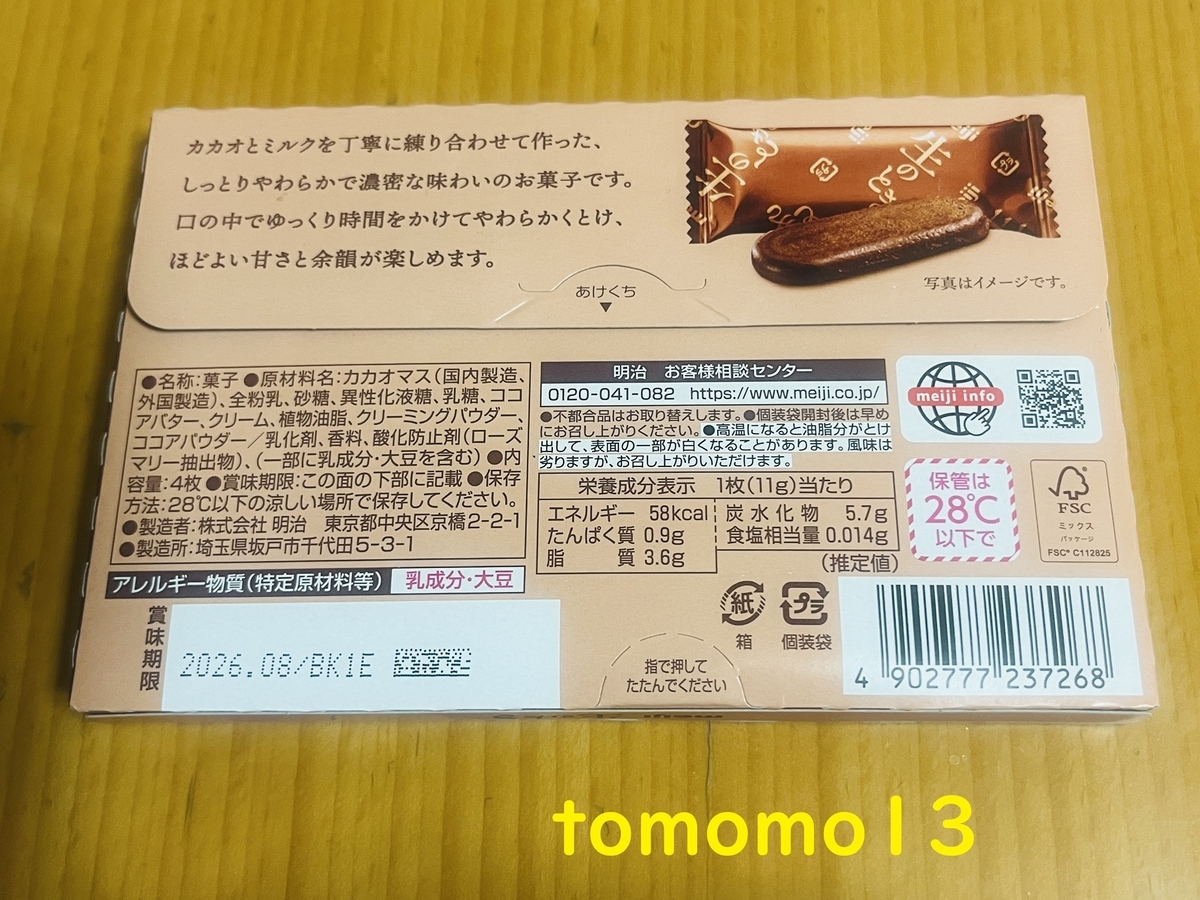 カカオとミルクを丁寧に練り合わせて作った、
しっとりやわらかで濃密な味わいのお菓子です。
口の中でゆっくり時間をかけてやわらかくとけ、
ほどよい甘さと余韻が楽しめます。
meiji
生の
プラ
写真はイメージです。
あけくち
▼
●名称:菓子 ●原材料名:カカオマス(国内製造、
外国製造)、全粉乳、砂糖、異性化液糖、乳糖、ココ
アバター、クリーム、植物油脂、クリーミングパウダー、
ココアパウダー/乳化剤、香料、酸化防止剤(ローズ
マリー抽出物)、(一部に乳成分・大豆を含む) ●内
容量:4枚 ●賞味期限:この面の下部に記載 ●保存
方法:28℃以下の涼しい場所で保存してください。
●製造者:株式会社 明治 東京都中央区京橋2-2-1
●製造所:埼玉県坂戸市千代田5-3-1
アレルギー物質(特定原材料等) 乳成分・大豆
賞味期限
2026.08/BK1E
明治 お客様相談センター
0120-041-082 https://www.meiji.co.jp/
●不都合品はお取り替えします。●個装袋開封後は早め
にお召し上がりください。●高温になると油脂分がとけ
出して、表面の一部が白くなることがあります。風味は
劣りますが、お召し上がりいただけます。
栄養成分表示 1枚(11g)当たり
エネルギー 58kcal 炭水化物 5.7g
たんぱく質 0.9g 食塩相当量 0.014g
脂質 3.6g
(推定値)
meiji info
保管は
28℃
以下で
FSC
ミックス
パッケージ
FSC® C112825
紙
箱
プラ
個装袋
指で押して
たたんでください
4 902777 237268
tomomo13